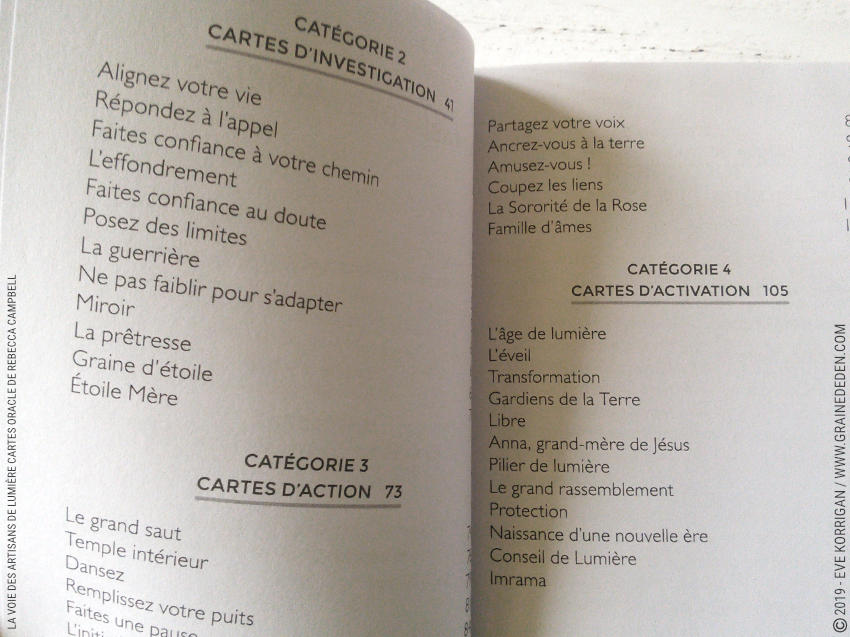 CATÉGORIE 2
CARTES D'INVESTIGATION 41
Alignez votre vie
Répondez à l'appel
Faites confiance à votre chemin
L'effondrement
Faites confiance au doute
Posez des limites
La guerrière
Ne pas faiblir pour s'adapter
Miroir
La prêtresse
Graine d'étoile
Étoile Mère
CATÉGORIE 3
CARTES D'ACTION 73
Le grand saut
Temple intérieur
Dansez
Remplissez votre puits
Faites une pause
Partagez votre voix
Ancrez-vous à la terre
Amusez-vous !
Coupez les liens
La Sororité de la Rose
Famille d'âmes
CATÉGORIE 4
CARTES D'ACTIVATION 105
L'âge de lumière
L'éveil
Transformation
Gardiens de la Terre
Libre
Anna, grand-mère de Jésus
Pilier de lumière
Le grand rassemblement
Protection
Naissance d'une nouvelle ère
Conseil de Lumière
Imrama
LA VOIE DES ARTISANS DE LUMIÈRE CARTES ORACLE DE REBECCA CAMPBELL
© 2019 - EVE KORRIGAN / WWW.GRAINEDEDEN.COM